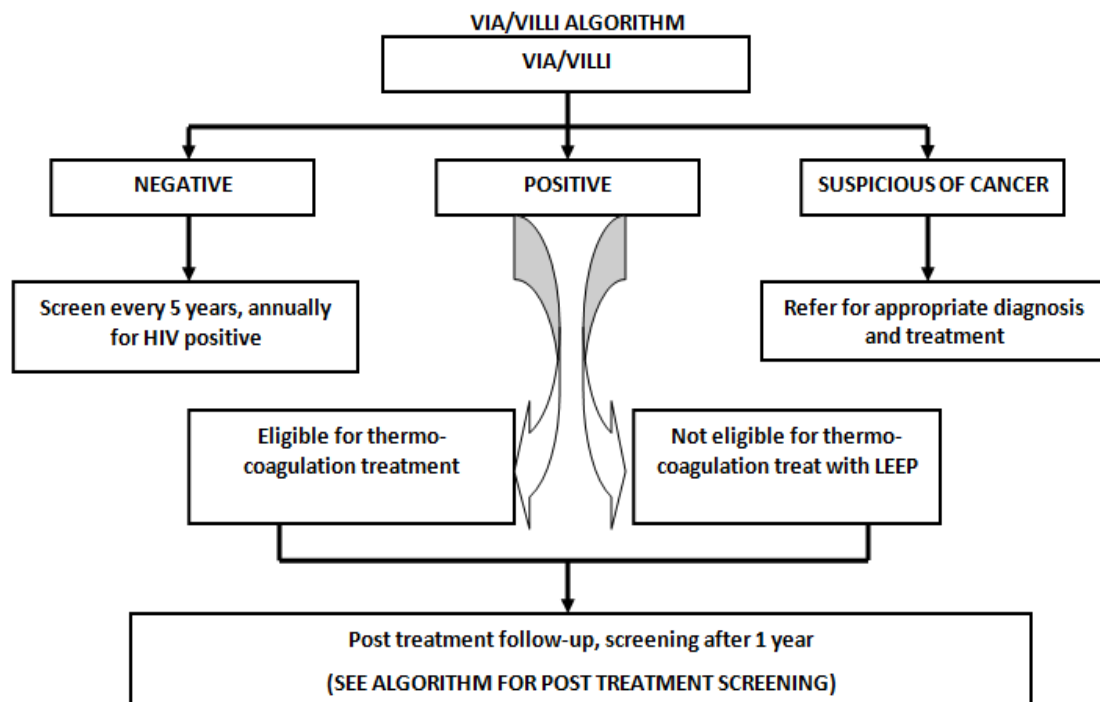 VIA/VILLI ALGORITHM
VIA/VILLI
NEGATIVE
POSITIVE
SUSPICIOUS OF CANCER
Screen every 5 years, annually
for HIV positive
Refer for appropriate diagnosis
and treatment
Eligible for thermo-
coagulation treatment
Not eligible for thermo-
coagulation treat with LEEP
Post treatment follow-up, screening after 1 year
(SEE ALGORITHM FOR POST TREATMENT SCREENING)